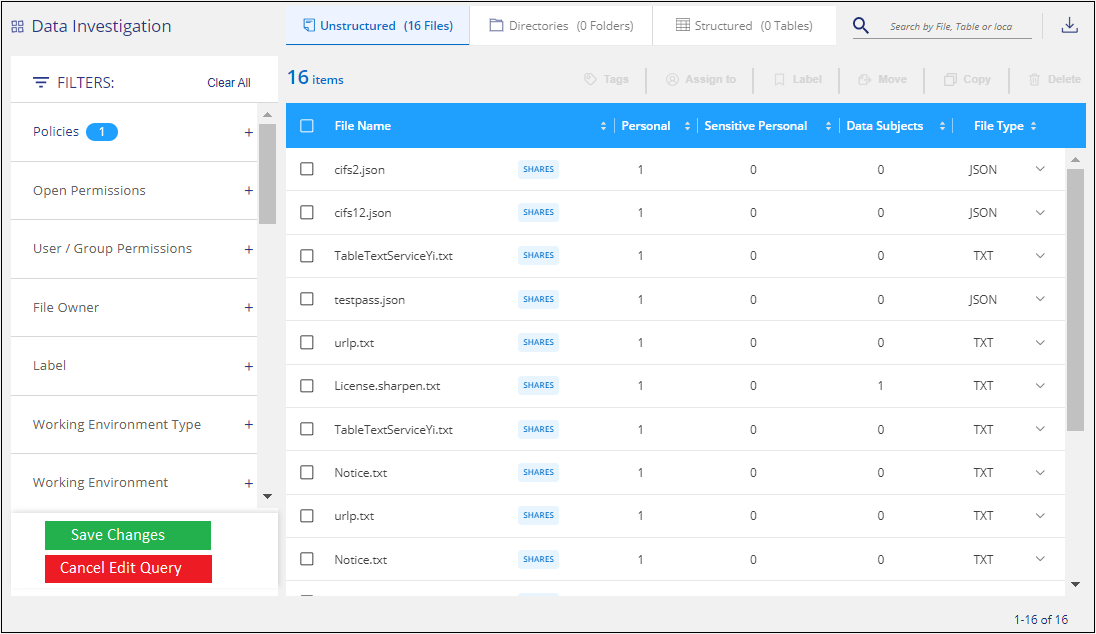 Data Investigation
Unstructured (16 Files)
Directories (0 Folders)
Structured (0 Tables)
Search by File, Table or loca
FILTERS:
Clear All
Policies 1 +
Open Permissions +
User / Group Permissions +
File Owner +
Label +
Working Environment Type +
Working Environment +
Save Changes
Cancel Edit Query
16 items
Tags
Assign to
Label
Move
Copy
Delete
File Name Personal Sensitive Personal Data Subjects File Type
cifs2.json SHARES 1 0 0 JSON
cifs12.json SHARES 1 0 0 JSON
TableTextServiceYi.txt SHARES 1 0 0 TXT
testpass.json SHARES 1 0 0 JSON
urlp.txt SHARES 1 0 0 TXT
License.sharpen.txt SHARES 1 0 1 TXT
TableTextServiceYi.txt SHARES 1 0 0 TXT
Notice.txt SHARES 1 0 0 TXT
urlp.txt SHARES 1 0 0 TXT
Notice.txt SHARES 1 0 0 TXT
1-16 of 16